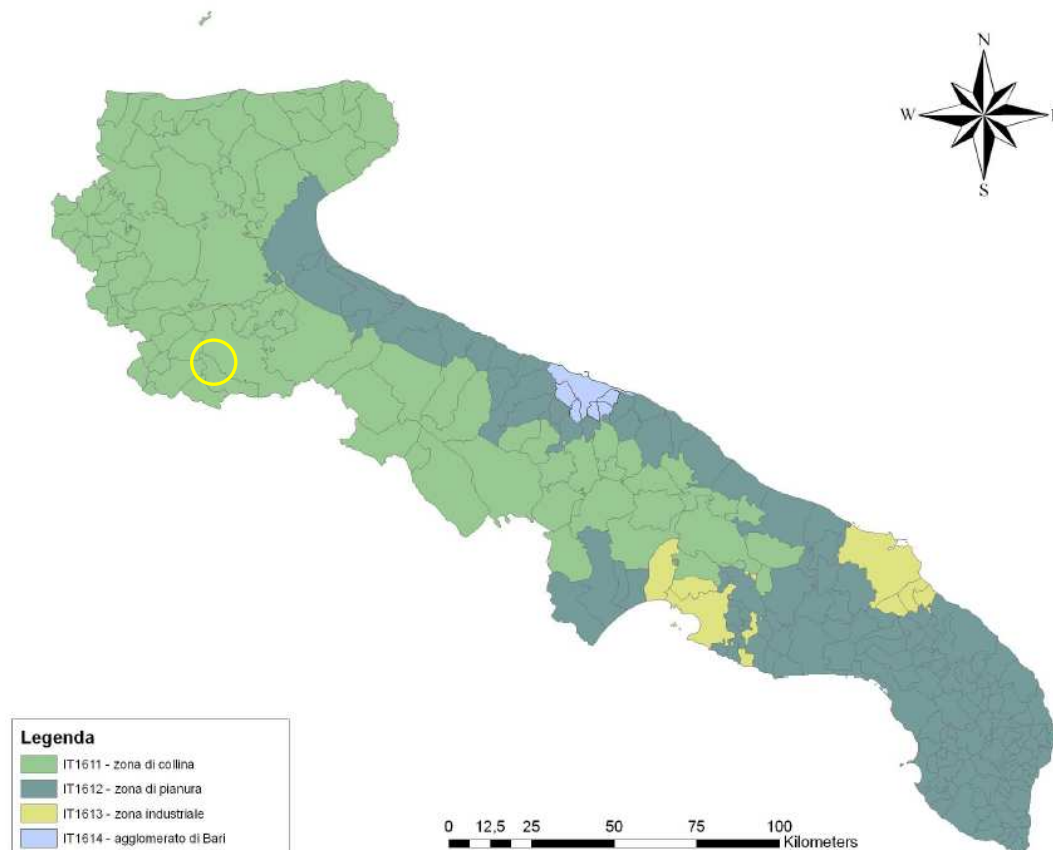 N
W
S
Legenda
IT1611 - zona di collina
IT1612 - zona di pianura
IT1613 - zona industriale
IT1614 - agglomerato di Bari
0 12,5 25 50 75 100
Kilometers